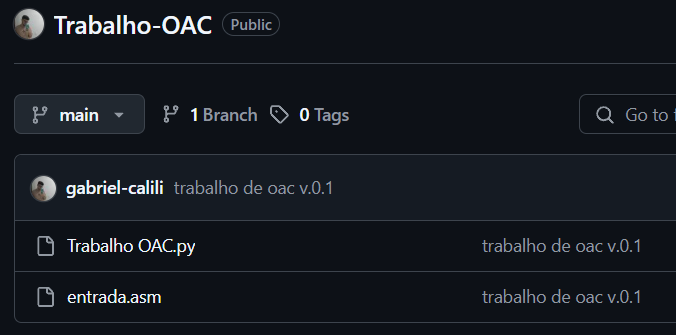 Trabalho-OAC Public
main 1 Branch 0 Tags Go to
gabriel-calili trabalho de oac v.0.1
Trabalho OAC.py trabalho de oac v.0.1
entrada.asm trabalho de oac v.0.1